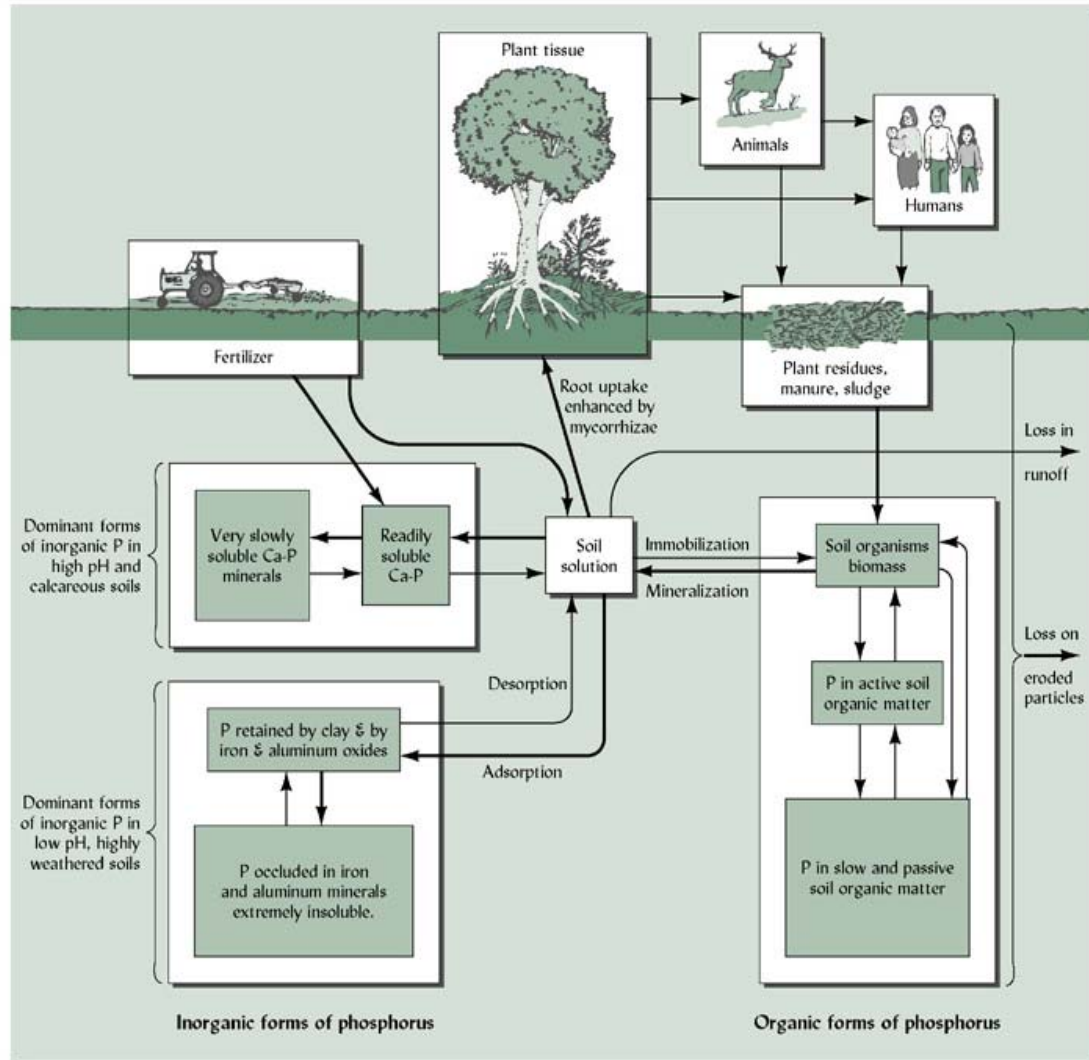 Plant tissue
Animals
Humans
Fertilizer
Plant residues,
manure, sludge
Root uptake
enhanced by
mycorrhizae
Loss in
runoff
Dominant forms
of inorganic P in
high pH and
calcareous soils
Very slowly
soluble Ca-P
minerals
Readily
soluble
Ca-P
Soil
solution
Immobilization
Mineralization
Soil organisms
biomass
Loss on
eroded
particles
Desorption
P in active soil
organic matter
P retained by clay & by
iron & aluminum oxides
Adsorption
Dominant forms
of inorganic P in
low pH, highly
weathered soils
P occluded in iron
and aluminum minerals
extremely insoluble.
P in slow and passive
soil organic matter
Inorganic forms of phosphorus
Organic forms of phosphorus